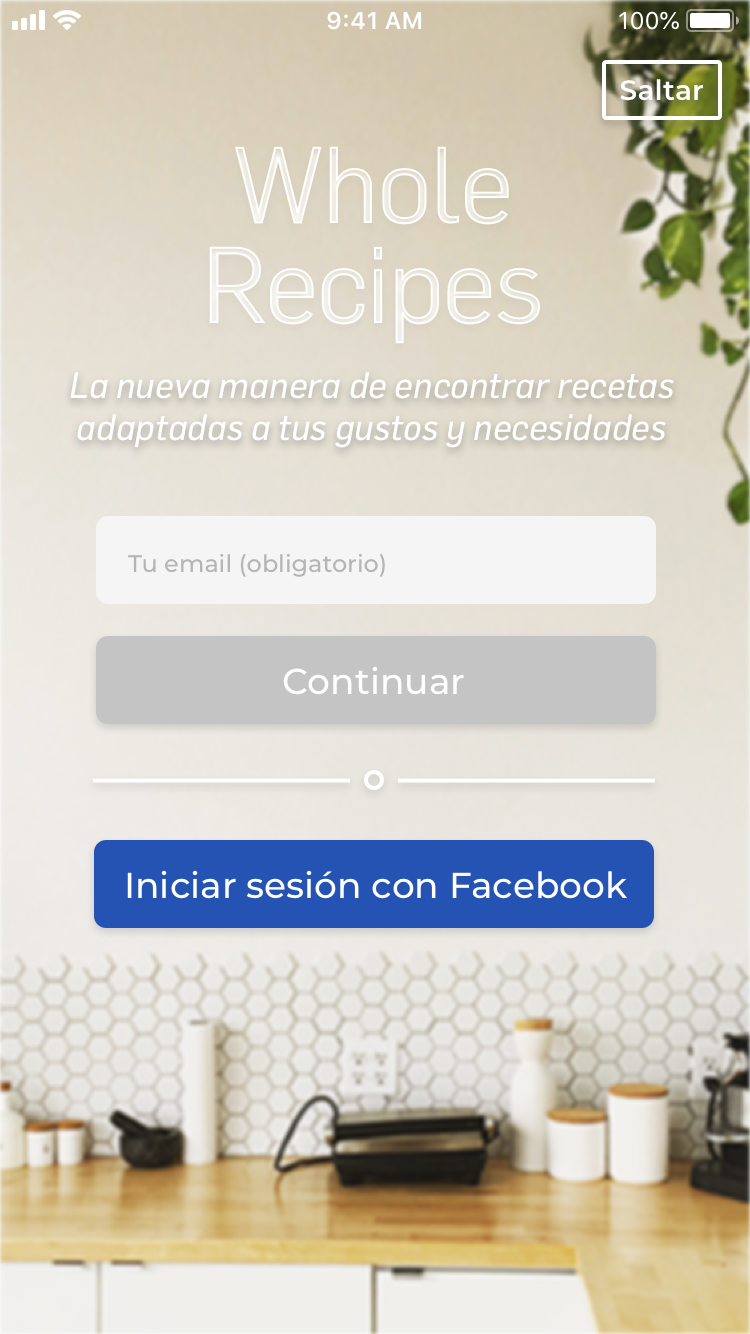 9:41 AM
100%
Saltar
Whole
Recipes
La nueva manera de encontrar recetas
adaptadas a tus gustos y necesidades
Tu email (obligatorio)
Continuar
Iniciar sesión con Facebook